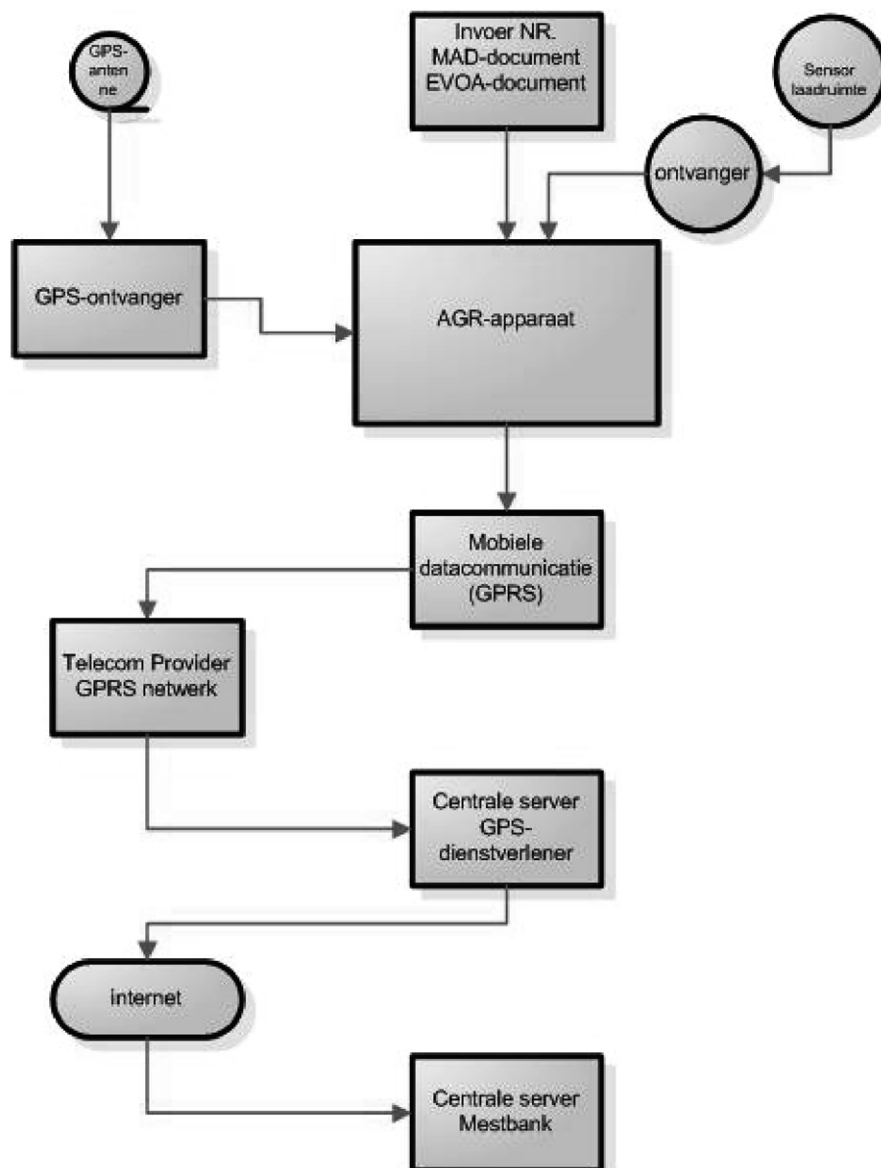 GPS-
anten
ne
Invoer NR.
MAD-document
EVOA-document
Sensor
laadruimte
ontvanger
GPS-ontvanger
AGR-apparaat
Mobiele
datacommunicatie
(GPRS)
Telecom Provider
GPRS netwerk
Centrale server
GPS-
dienstverlener
internet
Centrale server
Mestbank